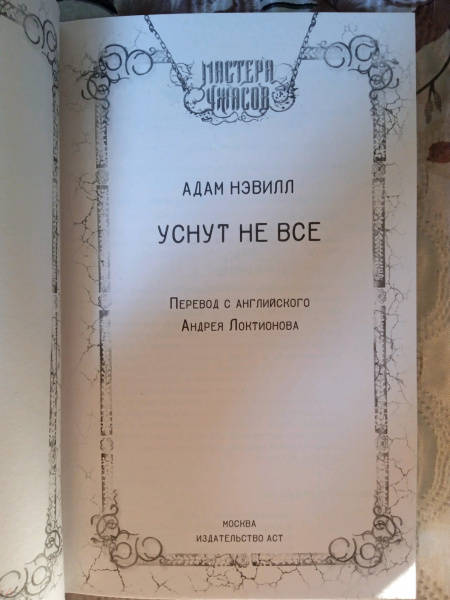 МАСТЕРА
УЖАСОВ
АДАМ НЭВИЛЛ
УСНУТ НЕ ВСЕ
ПЕРЕВОД С АНГЛИЙСКОГО
АНДРЕЯ ЛОКТИОНОВА
МОСКВА
ИЗДАТЕЛЬСТВО АСТ